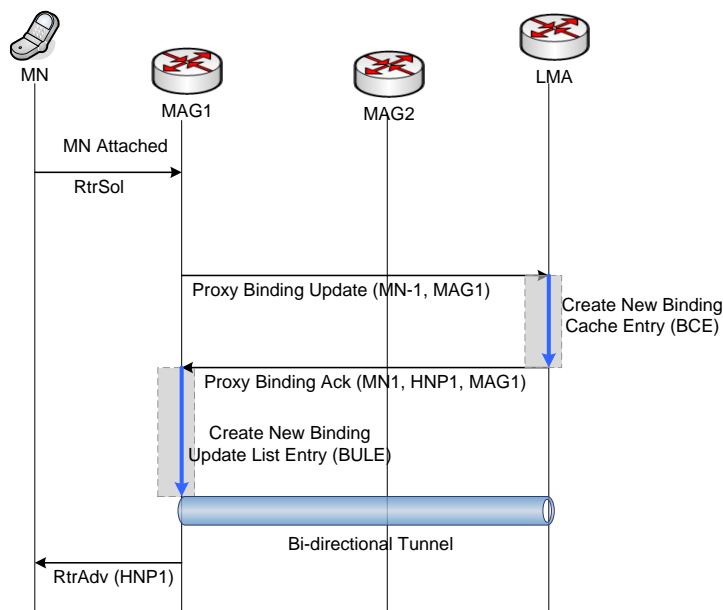 MN
MAG1
MAG2
LMA
MN Attached
RtrSol
Proxy Binding Update (MN-1, MAG1)
Create New Binding
Cache Entry (BCE)
Proxy Binding Ack (MN1, HNP1, MAG1)
Create New Binding
Update List Entry (BULE)
Bi-directional Tunnel
RtrAdv (HNP1)